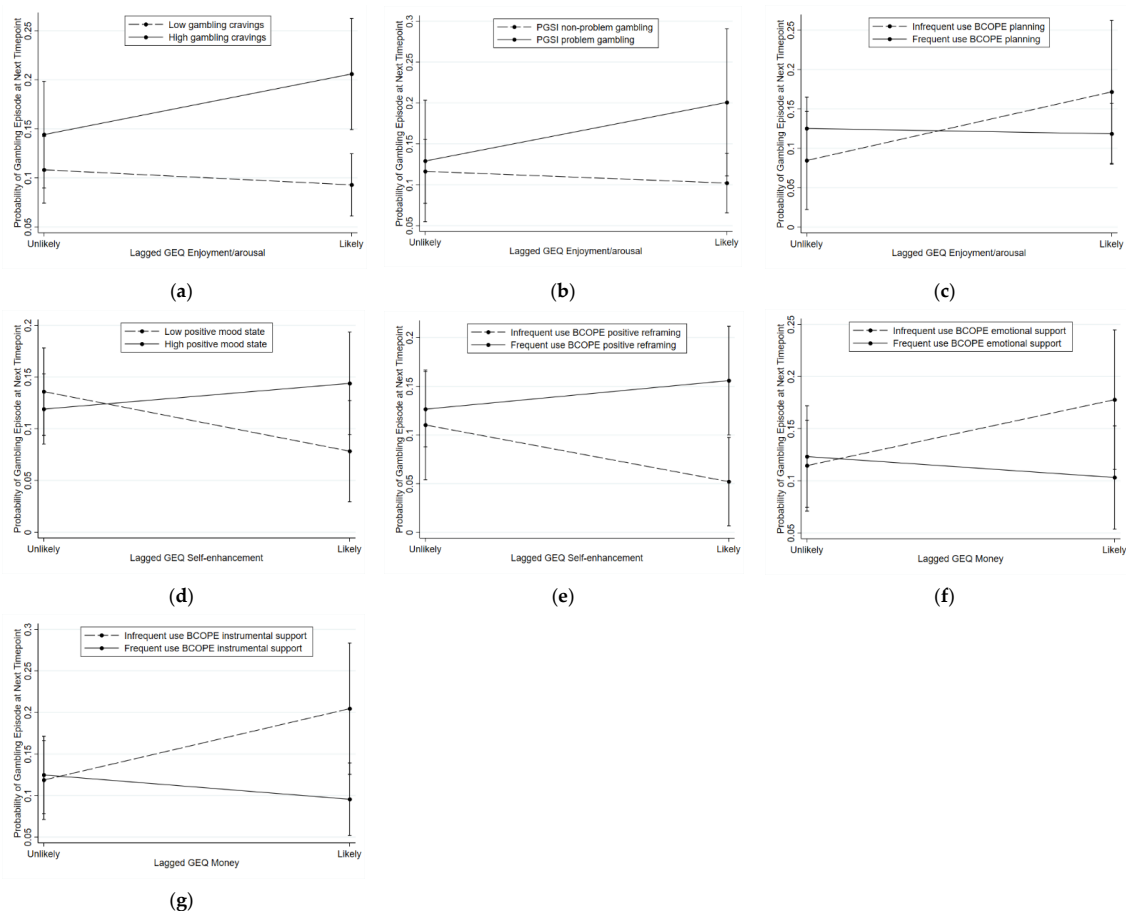 Low gambling cravings
High gambling cravings
Probability of Gambling Episode at Next Timepoint
0.25
0.2
0.15
0.1
0.05
Unlikely
Likely
Lagged GEQ Enjoyment/arousal
(a)
PGSI non-problem gambling
PGSI problem gambling
Probability of Gambling Episode at Next Timepoint
0.3
0.25
0.2
0.15
0.1
0.05
Unlikely
Likely
Lagged GEQ Enjoyment/arousal
(b)
Infrequent use BCOPE planning
Frequent use BCOPE planning
Probability of Gambling Episode at Next Timepoint
0.25
0.2
0.15
0.1
0.05
0
Unlikely
Likely
Lagged GEQ Enjoyment/arousal
(c)
Low positive mood state
High positive mood state
Probability of Gambling Episode at Next Timepoint
0.2
0.15
0.1
0.05
0
Unlikely
Likely
Lagged GEQ Self-enhancement
(d)
Infrequent use BCOPE positive reframing
Frequent use BCOPE positive reframing
Probability of Gambling Episode at Next Timepoint
0.2
0.15
0.1
0.05
0
Unlikely
Likely
Lagged GEQ Self-enhancement
(e)
Infrequent use BCOPE emotional support
Frequent use BCOPE emotional support
Probability of Gambling Episode at Next Timepoint
0.25
0.2
0.15
0.1
0.05
Unlikely
Likely
Lagged GEQ Money
(f)
Infrequent use BCOPE instrumental support
Frequent use BCOPE instrumental support
Probability of Gambling Episode at Next Timepoint
0.3
0.25
0.2
0.15
0.1
0.05
Unlikely
Likely
Lagged GEQ Money
(g)